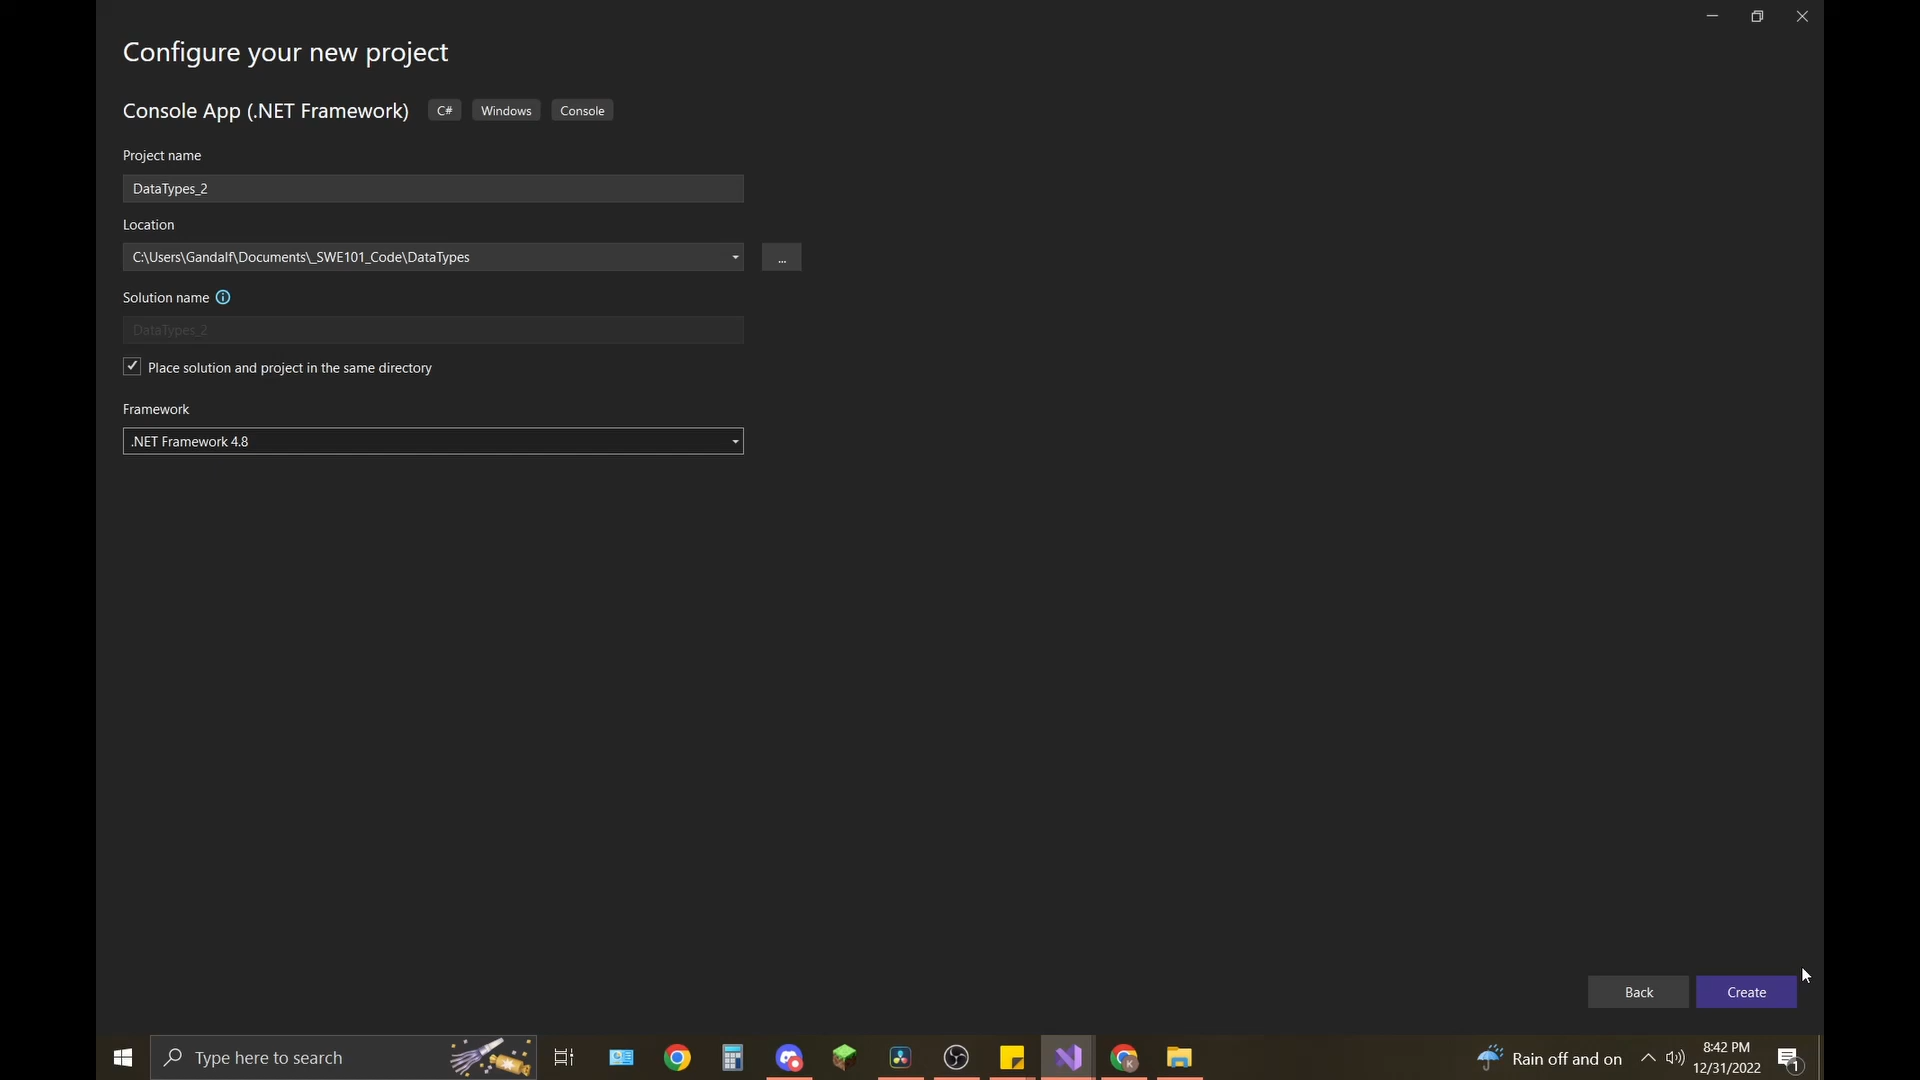 Configure your new project
Console App (.NET Framework) C# Windows Console
Project name
DataTypes_2
Location
C:\Users\Gandalf\Documents\_SWE101_Code\DataTypes
...
Solution name
DataTypes_2
Place solution and project in the same directory
Framework
.NET Framework 4.8
Back Create
Type here to search
K
Rain off and on
8:42 PM
12/31/2022
1